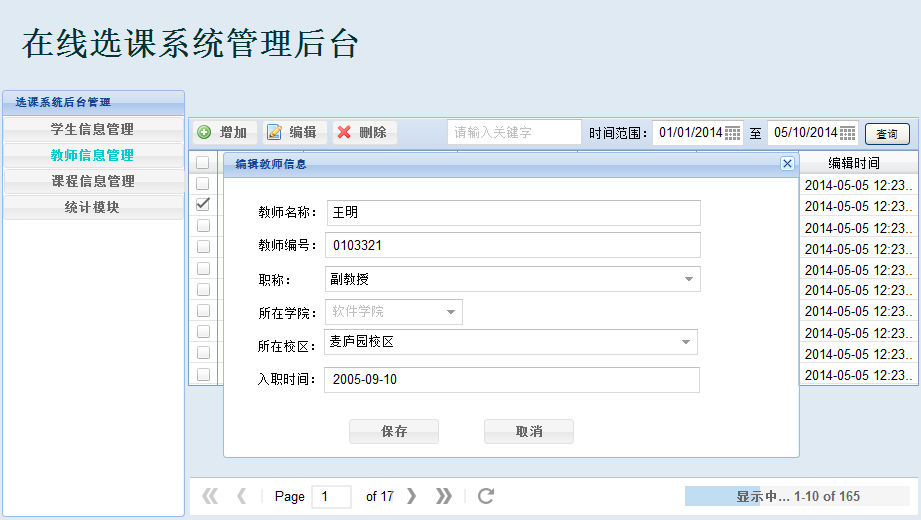 在线选课系统管理后台
选课系统后台管理
学生信息管理
教师信息管理
课程信息管理
统计模块
增加 编辑 删除 请输入关键字 时间范围: 01/01/2014 至 05/10/2014 查询
编辑教师信息
编辑时间
2014-05-05 12:23..
2014-05-05 12:23..
2014-05-05 12:23..
2014-05-05 12:23..
2014-05-05 12:23..
2014-05-05 12:23..
2014-05-05 12:23..
2014-05-05 12:23..
2014-05-05 12:23..
2014-05-05 12:23..
教师名称: 王明
教师编号: 0103321
职称: 副教授
所在学院: 软件学院
所在校区: 麦庐园校区
入职时间: 2005-09-10
保存 取消
Page 1 of 17 显示中... 1-10 of 165